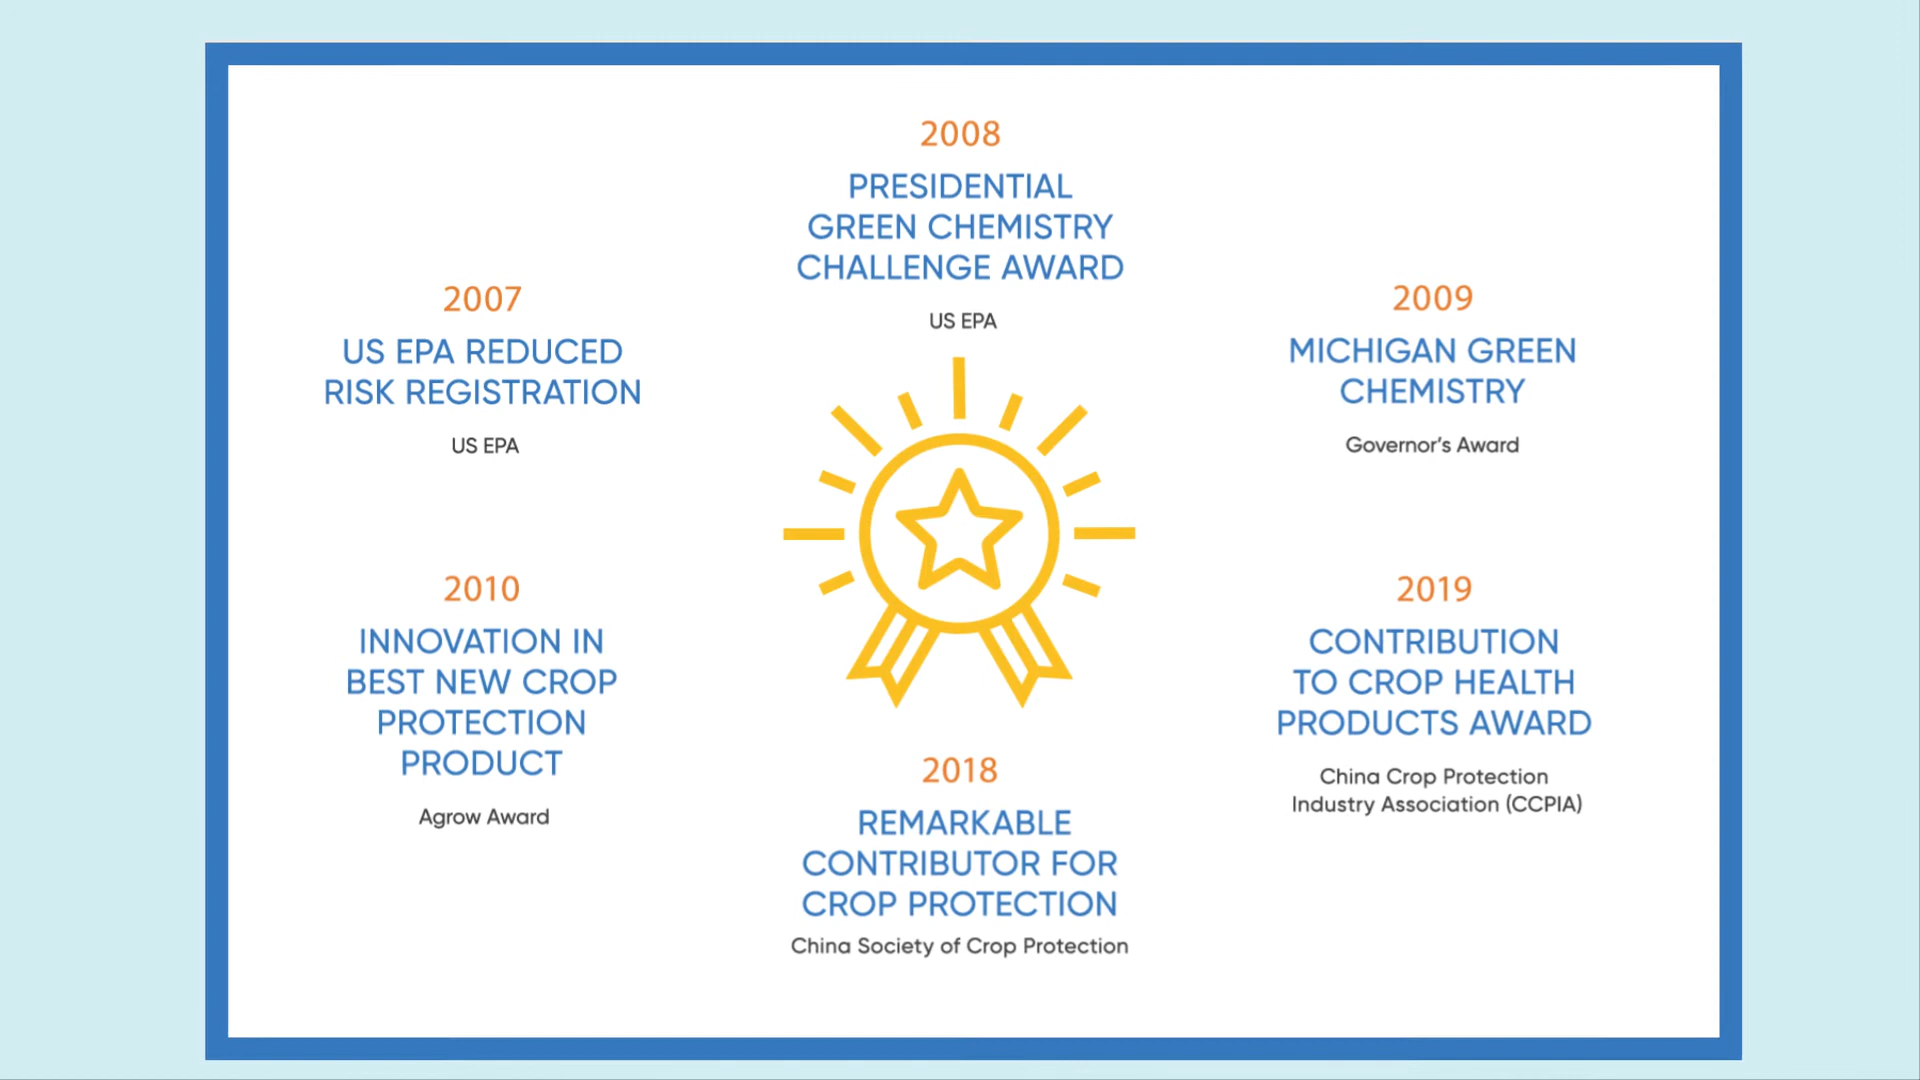 2007
US EPA REDUCED
RISK REGISTRATION
US EPA
2008
PRESIDENTIAL
GREEN CHEMISTRY
CHALLENGE AWARD
US EPA
2009
MICHIGAN GREEN
CHEMISTRY
Governor’s Award
2010
INNOVATION IN
BEST NEW CROP
PROTECTION
PRODUCT
Agrow Award
2018
REMARKABLE
CONTRIBUTOR FOR
CROP PROTECTION
China Society of Crop Protection
2019
CONTRIBUTION
TO CROP HEALTH
PRODUCTS AWARD
China Crop Protection
Industry Association (CCPIA)